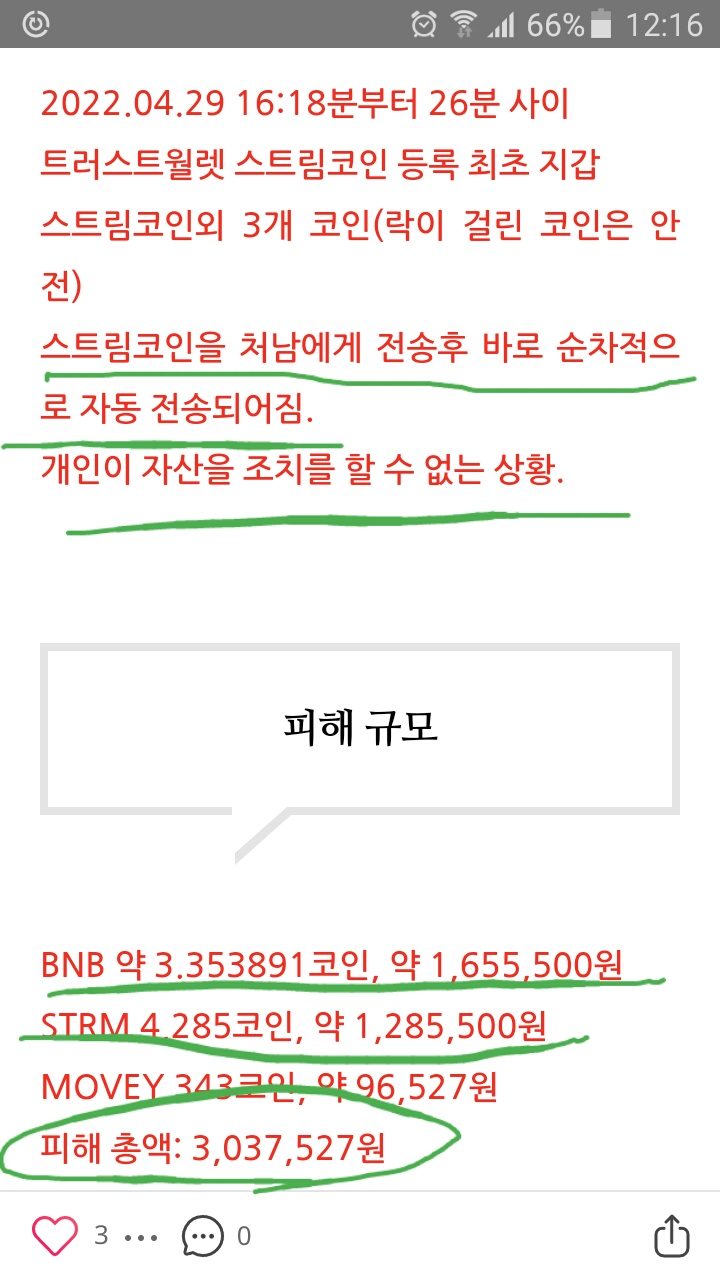 66% 12:16
2022.04.29 16:18분부터 26분 사이
트러스트월렛 스트림코인 등록 최초 지갑
스트림코인외 3개 코인(락이 걸린 코인은 안
전)
스트림코인을 처남에게 전송후 바로 순차적으
로 자동 전송되어짐.
개인이 자산을 조치를 할 수 없는 상황.
피해 규모
BNB 약 3.353891코인, 약 1,655,500원
STRM 4,285코인, 약 1,285,500원
MOVEY 343코인, 약 96,527원
피해 총액: 3,037,527원
3 0